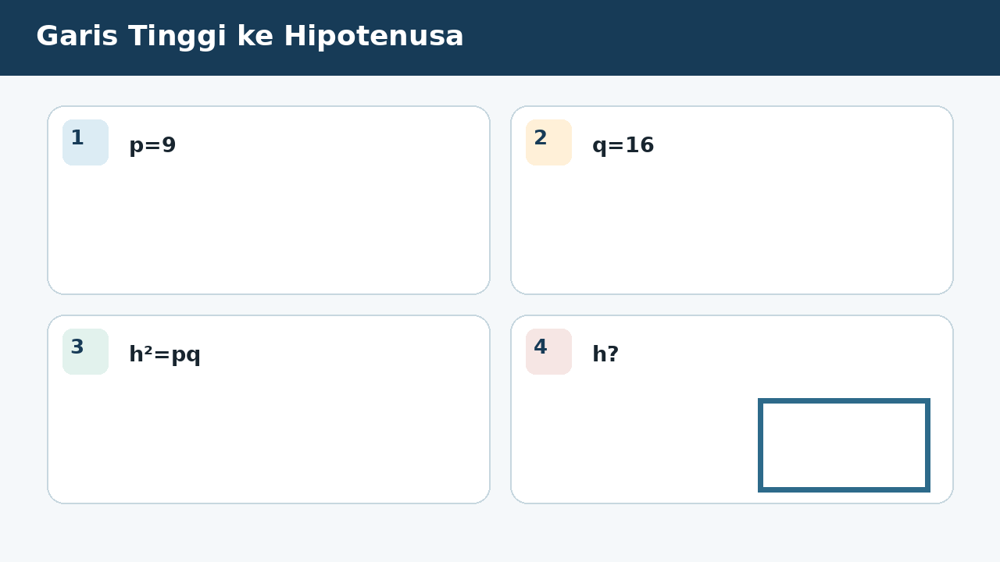 Garis Tinggi ke Hipotenusa
1
p=9
2
q=16
3
h²=pq
4
h?